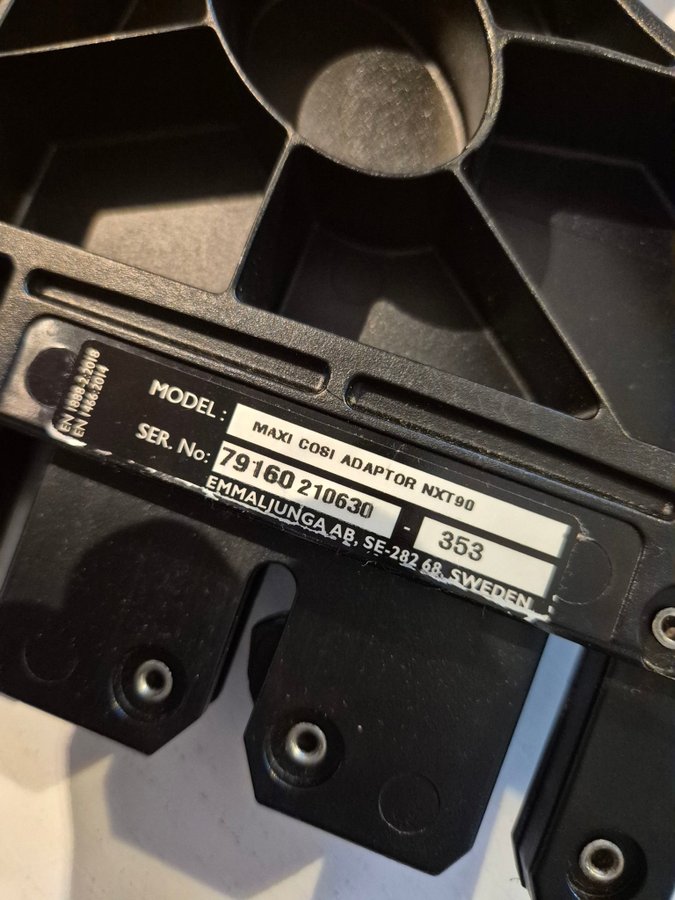 EN 1888-2:2018
EN 1466:2014
MODEL: MAXI COSI ADAPTOR NXT90
SER. No: 79160 210630 - 353
EMMALJUNGA AB, SE-282 68, SWEDEN